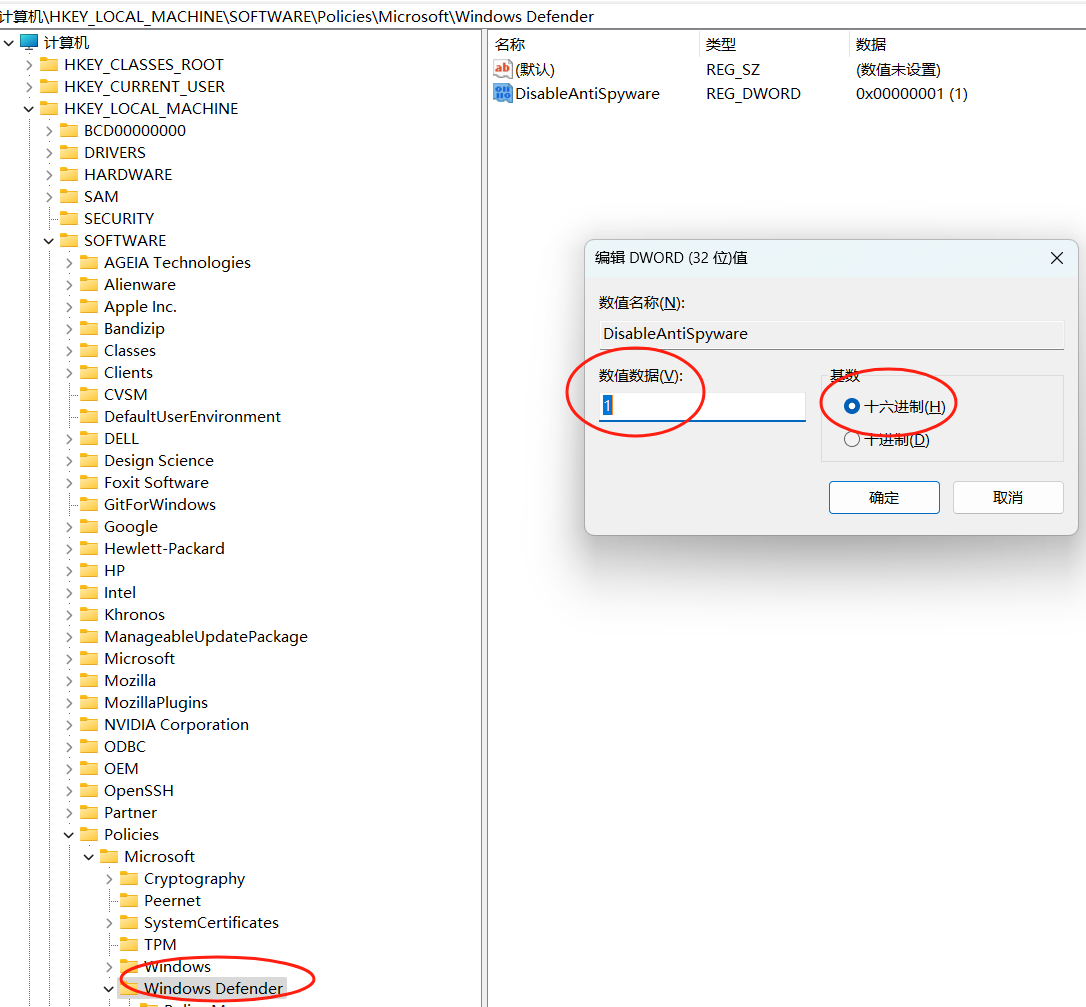 计算机\HKEY_LOCAL_MACHINE\SOFTWARE\Policies\Microsoft\Windows Defender
计算机
HKEY_CLASSES_ROOT
HKEY_CURRENT_USER
HKEY_LOCAL_MACHINE
BCD00000000
DRIVERS
HARDWARE
SAM
SECURITY
SOFTWARE
AGEIA Technologies
Alienware
Apple Inc.
Bandizip
Classes
Clients
CVSM
DefaultUserEnvironment
DELL
Design Science
Foxit Software
GitForWindows
Google
Hewlett-Packard
HP
Intel
Khronos
ManageableUpdatePackage
Microsoft
Mozilla
MozillaPlugins
NVIDIA Corporation
ODBC
OEM
OpenSSH
Partner
Policies
Microsoft
Cryptography
Peernet
SystemCertificates
TPM
Windows
Windows Defender
名称 类型 数据
ab (默认) REG_SZ (数值未设置)
DisableAntiSpyware REG_DWORD 0x00000001 (1)
编辑 DWORD (32 位)值
数值名称(N):
DisableAntiSpyware
数值数据(V):
1
基数
十六进制(H)
十进制(D)
确定 取消